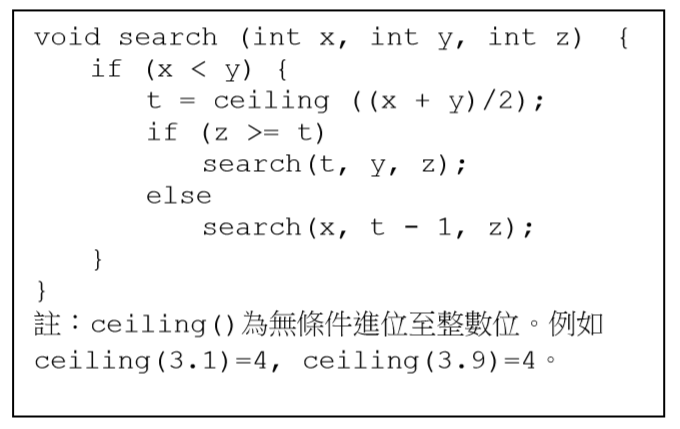 void search (int x, int y, int z)  {
    if (x < y) {
        t = ceiling ((x + y)/2);
        if (z >= t)
            search(t, y, z);
        else
            search(x, t - 1, z);
    }
}
註：ceiling()為無條件進位至整數位。例如
ceiling(3.1)=4, ceiling(3.9)=4。